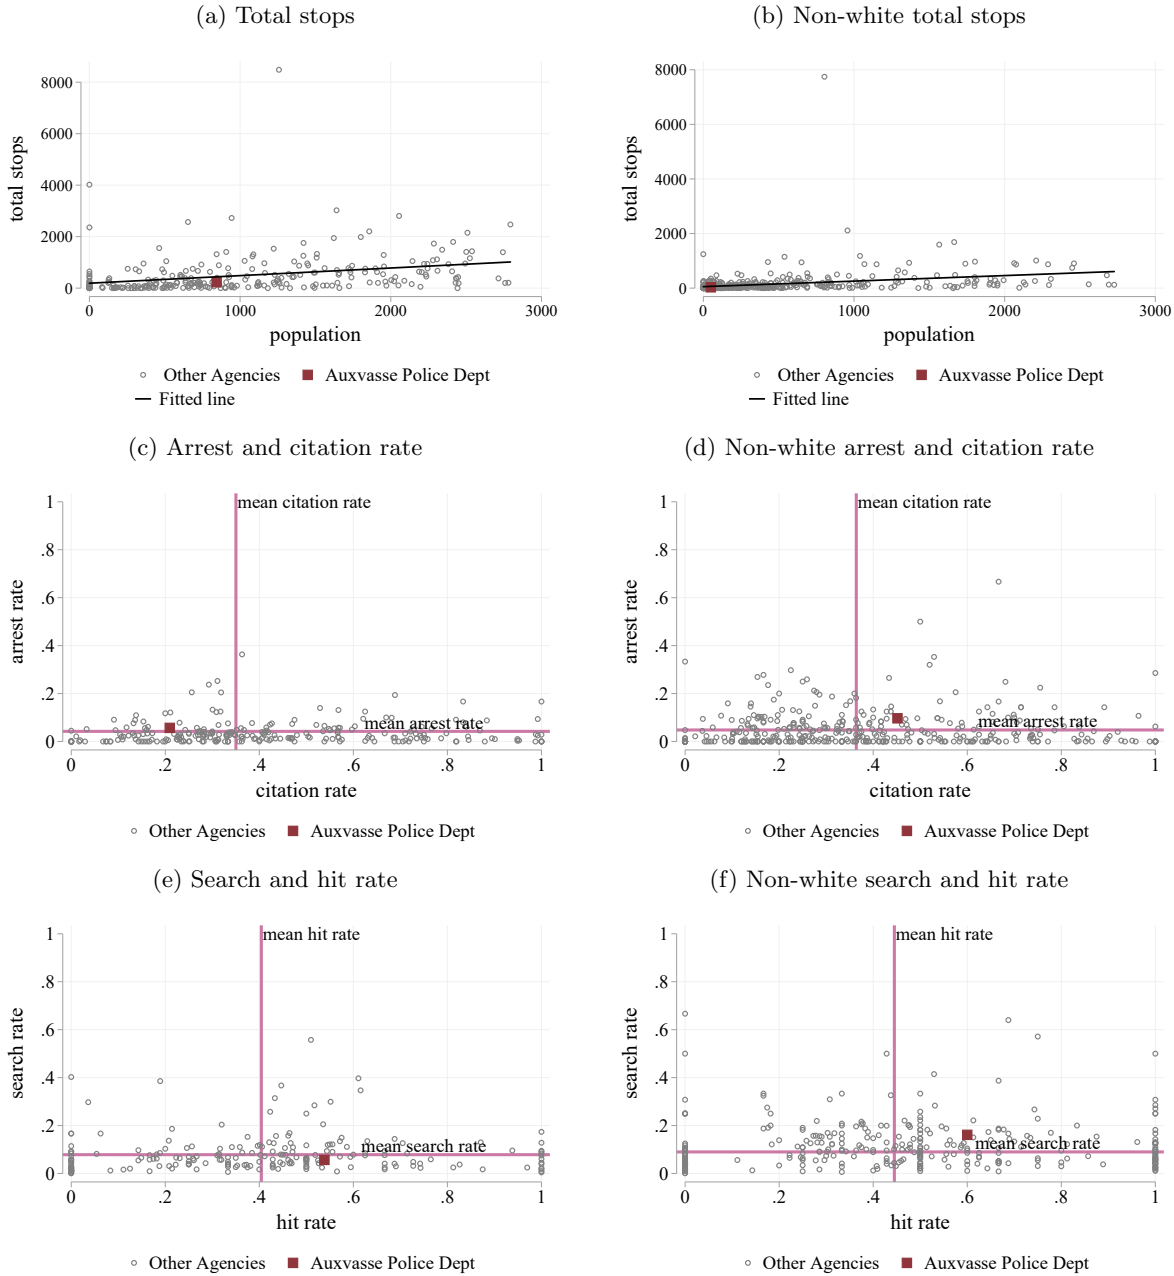 (a) Total stops
(b) Non-white total stops
8000
6000
4000
2000
0
total stops
0
1000
2000
3000
population
Other Agencies
Auxvasse Police Dept
Fitted line
8000
6000
4000
2000
0
total stops
0
1000
2000
3000
population
Other Agencies
Auxvasse Police Dept
Fitted line
(c) Arrest and citation rate
(d) Non-white arrest and citation rate
1
.8
.6
.4
.2
0
arrest rate
mean citation rate
mean arrest rate
0
.2
.4
.6
.8
1
citation rate
Other Agencies
Auxvasse Police Dept
1
.8
.6
.4
.2
0
arrest rate
mean citation rate
mean arrest rate
0
.2
.4
.6
.8
1
citation rate
Other Agencies
Auxvasse Police Dept
(e) Search and hit rate
(f) Non-white search and hit rate
1
.8
.6
.4
.2
0
search rate
mean hit rate
mean search rate
0
.2
.4
.6
.8
1
hit rate
Other Agencies
Auxvasse Police Dept
1
.8
.6
.4
.2
0
search rate
mean hit rate
mean search rate
0
.2
.4
.6
.8
1
hit rate
Other Agencies
Auxvasse Police Dept